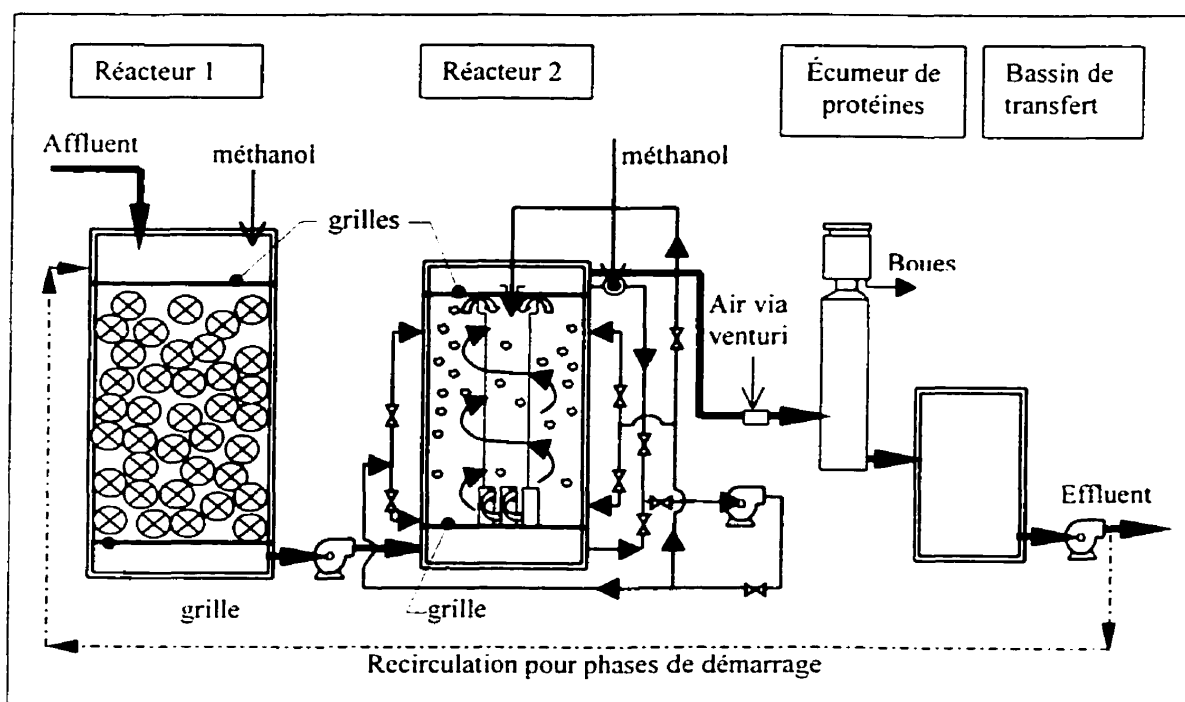 Réacteur 1
Réacteur 2
Écumeur de
protéines
Bassin de
transfert
Affluent
méthanol
méthanol
grilles
Boues
Air via
venturi
Effluent
grille
grille
Recirculation pour phases de démarrage